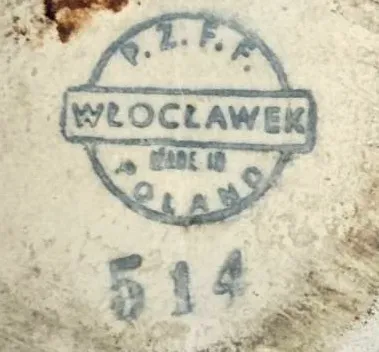 P.Z.F.F.
WŁOCŁAWEK
MADE IN
POLAND
514